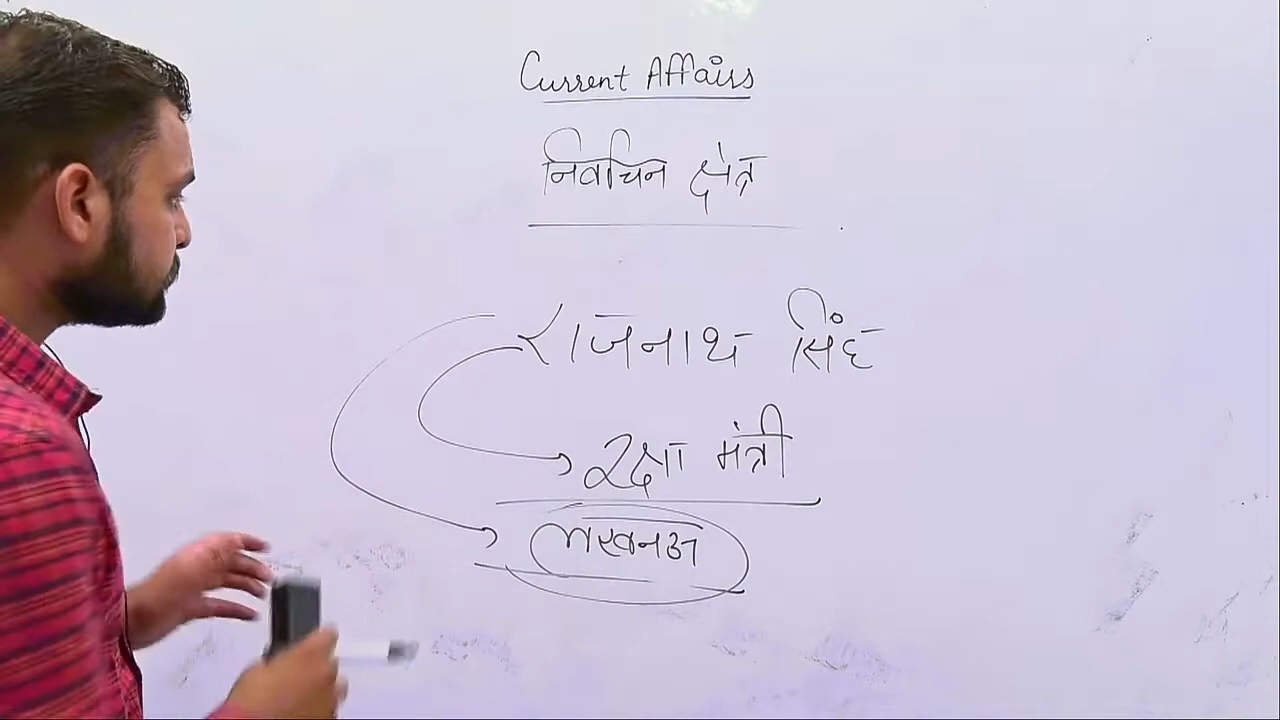 Current Affairs
निर्वाचन क्षेत्र
राजनाथ सिंह
रक्षा मंत्री
लखनऊ